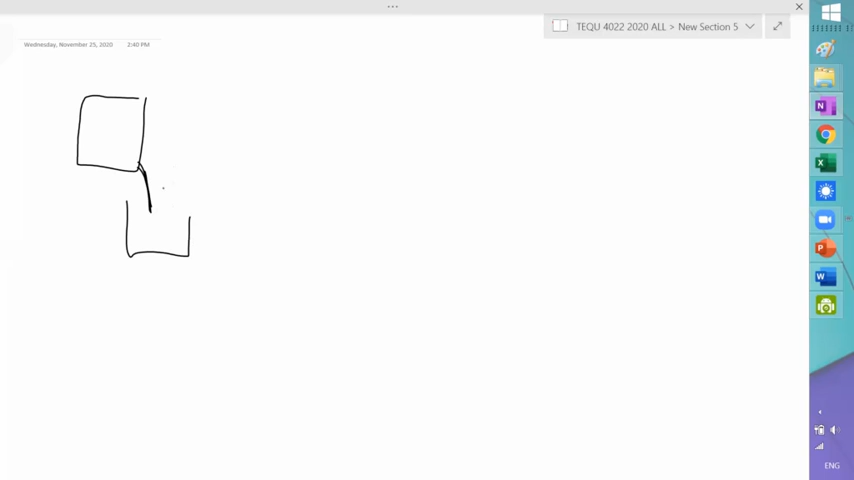 TEQU 4022 2020 ALL > New Section 5
Wednesday, November 25, 2020 2:40 PM
N
X
P
W
ENG